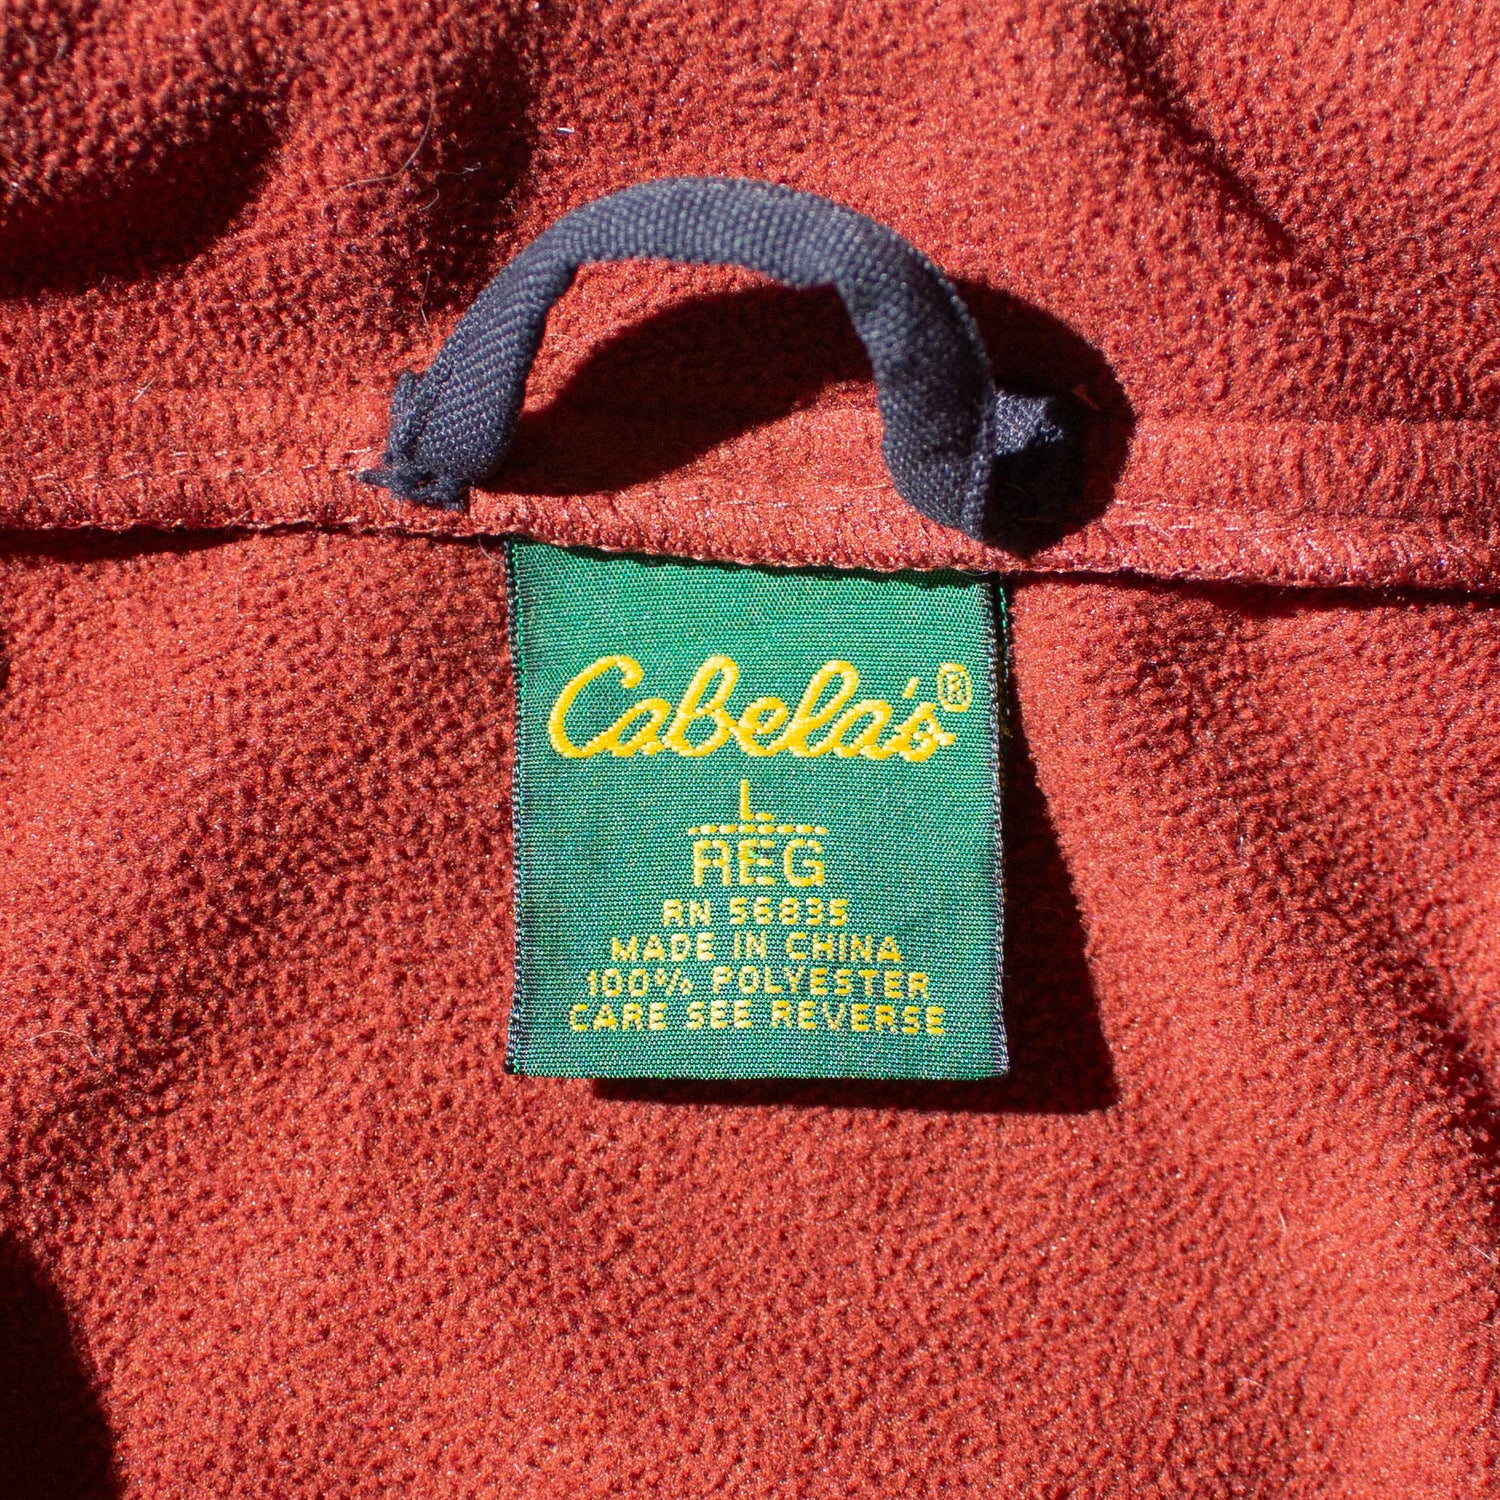 Cabela's®
L
REG
RN 56835
MADE IN CHINA
100% POLYESTER
CARE SEE REVERSE